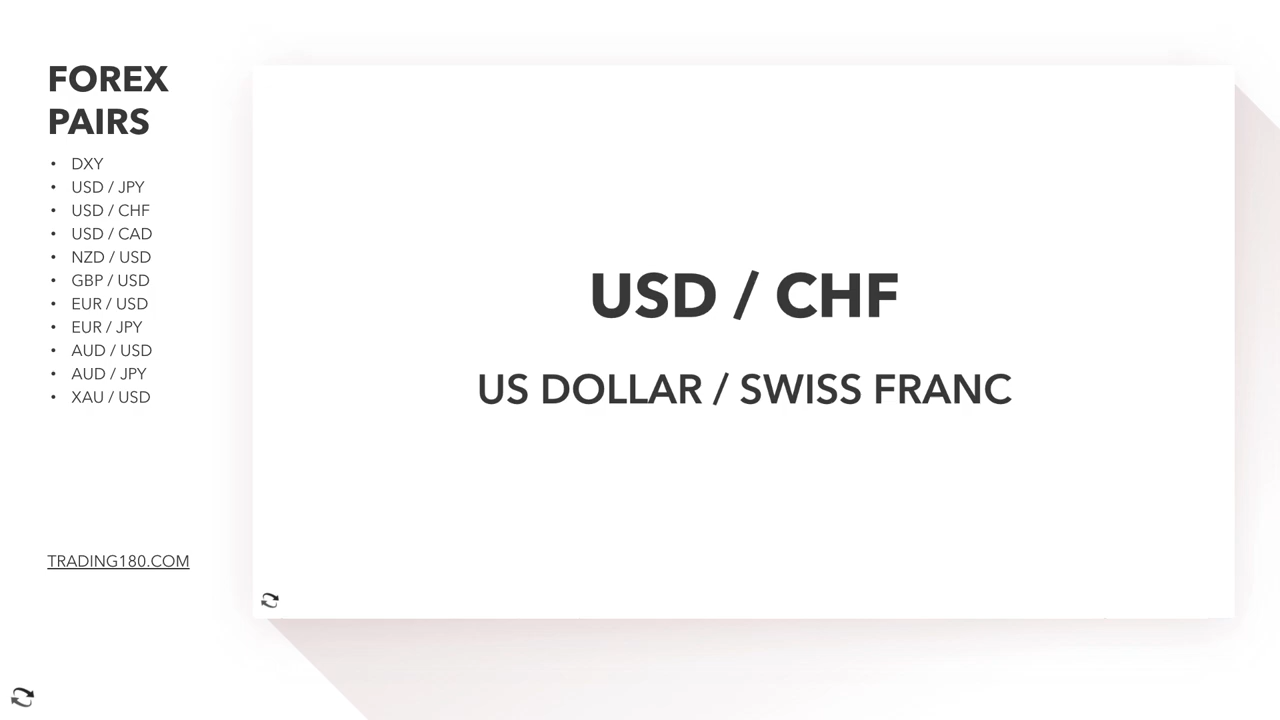 FOREX
PAIRS
• DXY
• USD / JPY
• USD / CHF
• USD / CAD
• NZD / USD
• GBP / USD
• EUR / USD
• EUR / JPY
• AUD / USD
• AUD / JPY
• XAU / USD
TRADING180.COM
USD / CHF
US DOLLAR / SWISS FRANC